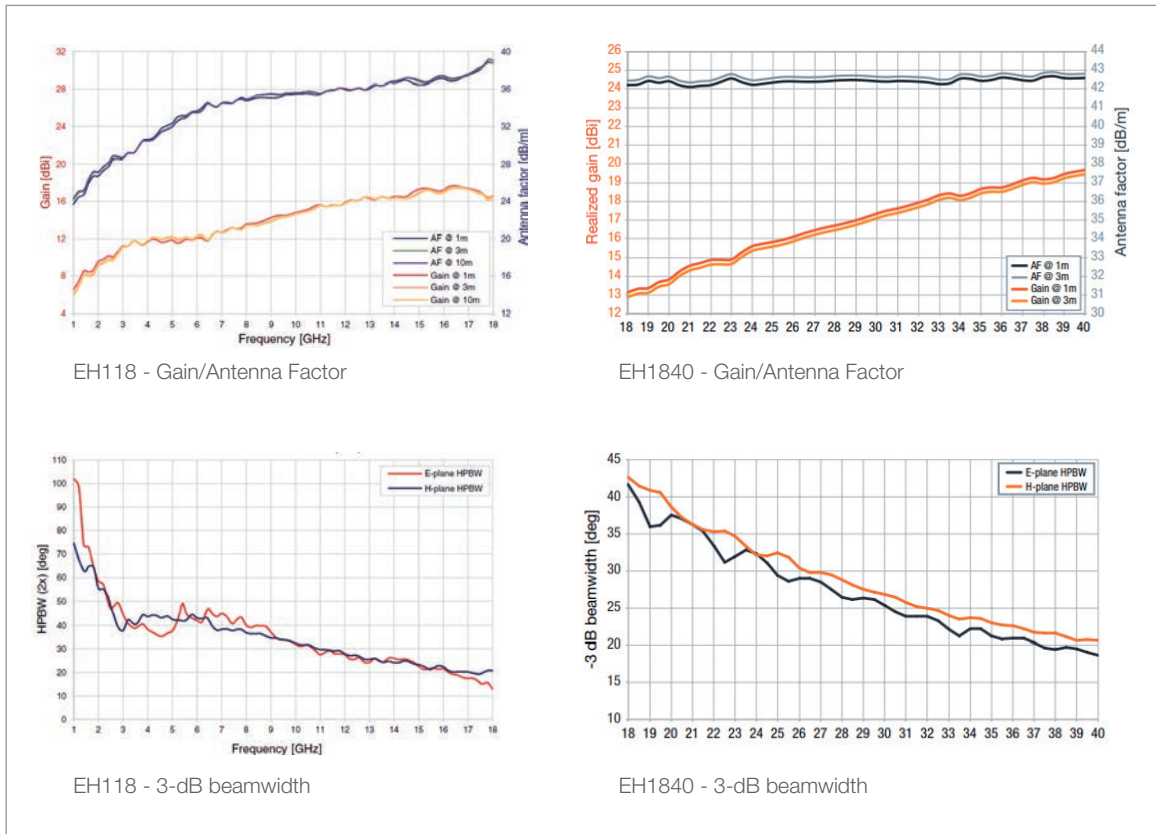 32
28
24
20
16
12
8
4
Gain [dBi]
40
36
32
28
24
20
16
12
Antenna factor [dB/m]
AF @ 1m
AF @ 3m
AF @ 10m
Gain @ 1m
Gain @ 3m
Gain @ 10m
1 2 3 4 5 6 7 8 9 10 11 12 13 14 15 16 17 18
Frequency [GHz]
EH118 - Gain/Antenna Factor
26
25
24
23
22
21
20
19
18
17
16
15
14
13
12
Realized gain [dBi]
44
43
42
41
40
39
38
37
36
35
34
33
32
31
30
Antenna factor [dB/m]
AF @ 1m
AF @ 3m
Gain @ 1m
Gain @ 3m
18 19 20 21 22 23 24 25 26 27 28 29 30 31 32 33 34 35 36 37 38 39 40
EH1840 - Gain/Antenna Factor
110
100
90
80
70
60
50
40
30
20
10
0
HPBW (2x) [deg]
E-plane HPBW
H-plane HPBW
1 2 3 4 5 6 7 8 9 10 11 12 13 14 15 16 17 18
Frequency [GHz]
EH118 - 3-dB beamwidth
45
40
35
30
25
20
15
10
-3 dB beamwidth [deg]
E-plane HPBW
H-plane HPBW
18 19 20 21 22 23 24 25 26 27 28 29 30 31 32 33 34 35 36 37 38 39 40
EH1840 - 3-dB beamwidth